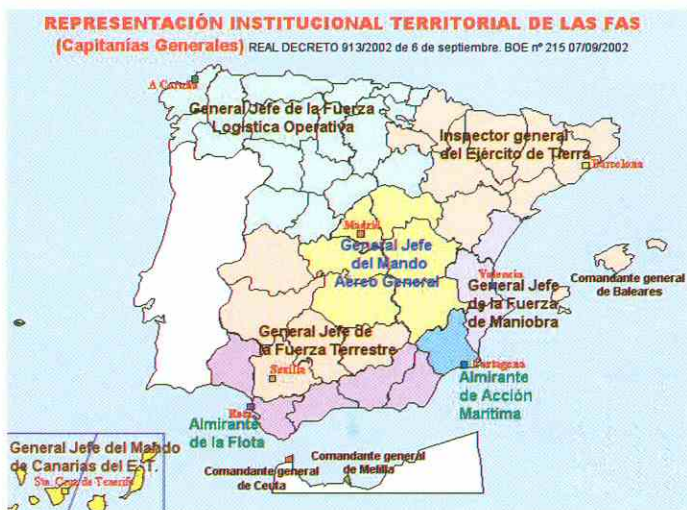 REPRESENTACIÓN INSTITUCIONAL TERRITORIAL DE LAS FAS
(Capitanías Generales) REAL DECRETO 913/2002 de 6 de septiembre. BOE nº 215 07/09/2002
A Coruña
General Jefe de la Fuerza
Logística Operativa
Inspector general
del Ejército de Tierra
Barcelona
Madrid
General Jefe
del Mando
Aéreo General
Valencia
Comandante general
de Baleares
General Jefe
de la Fuerza
de Maniobra
General Jefe de
la Fuerza Terrestre
Sevilla
Cartagena
Almirante
de Acción
Marítima
Rota
Almirante
de la Flota
General Jefe del Mando
de Canarias del E.T.
Sta. Cruz de Tenerife
Comandante general
de Ceuta
Comandante general
de Melilla